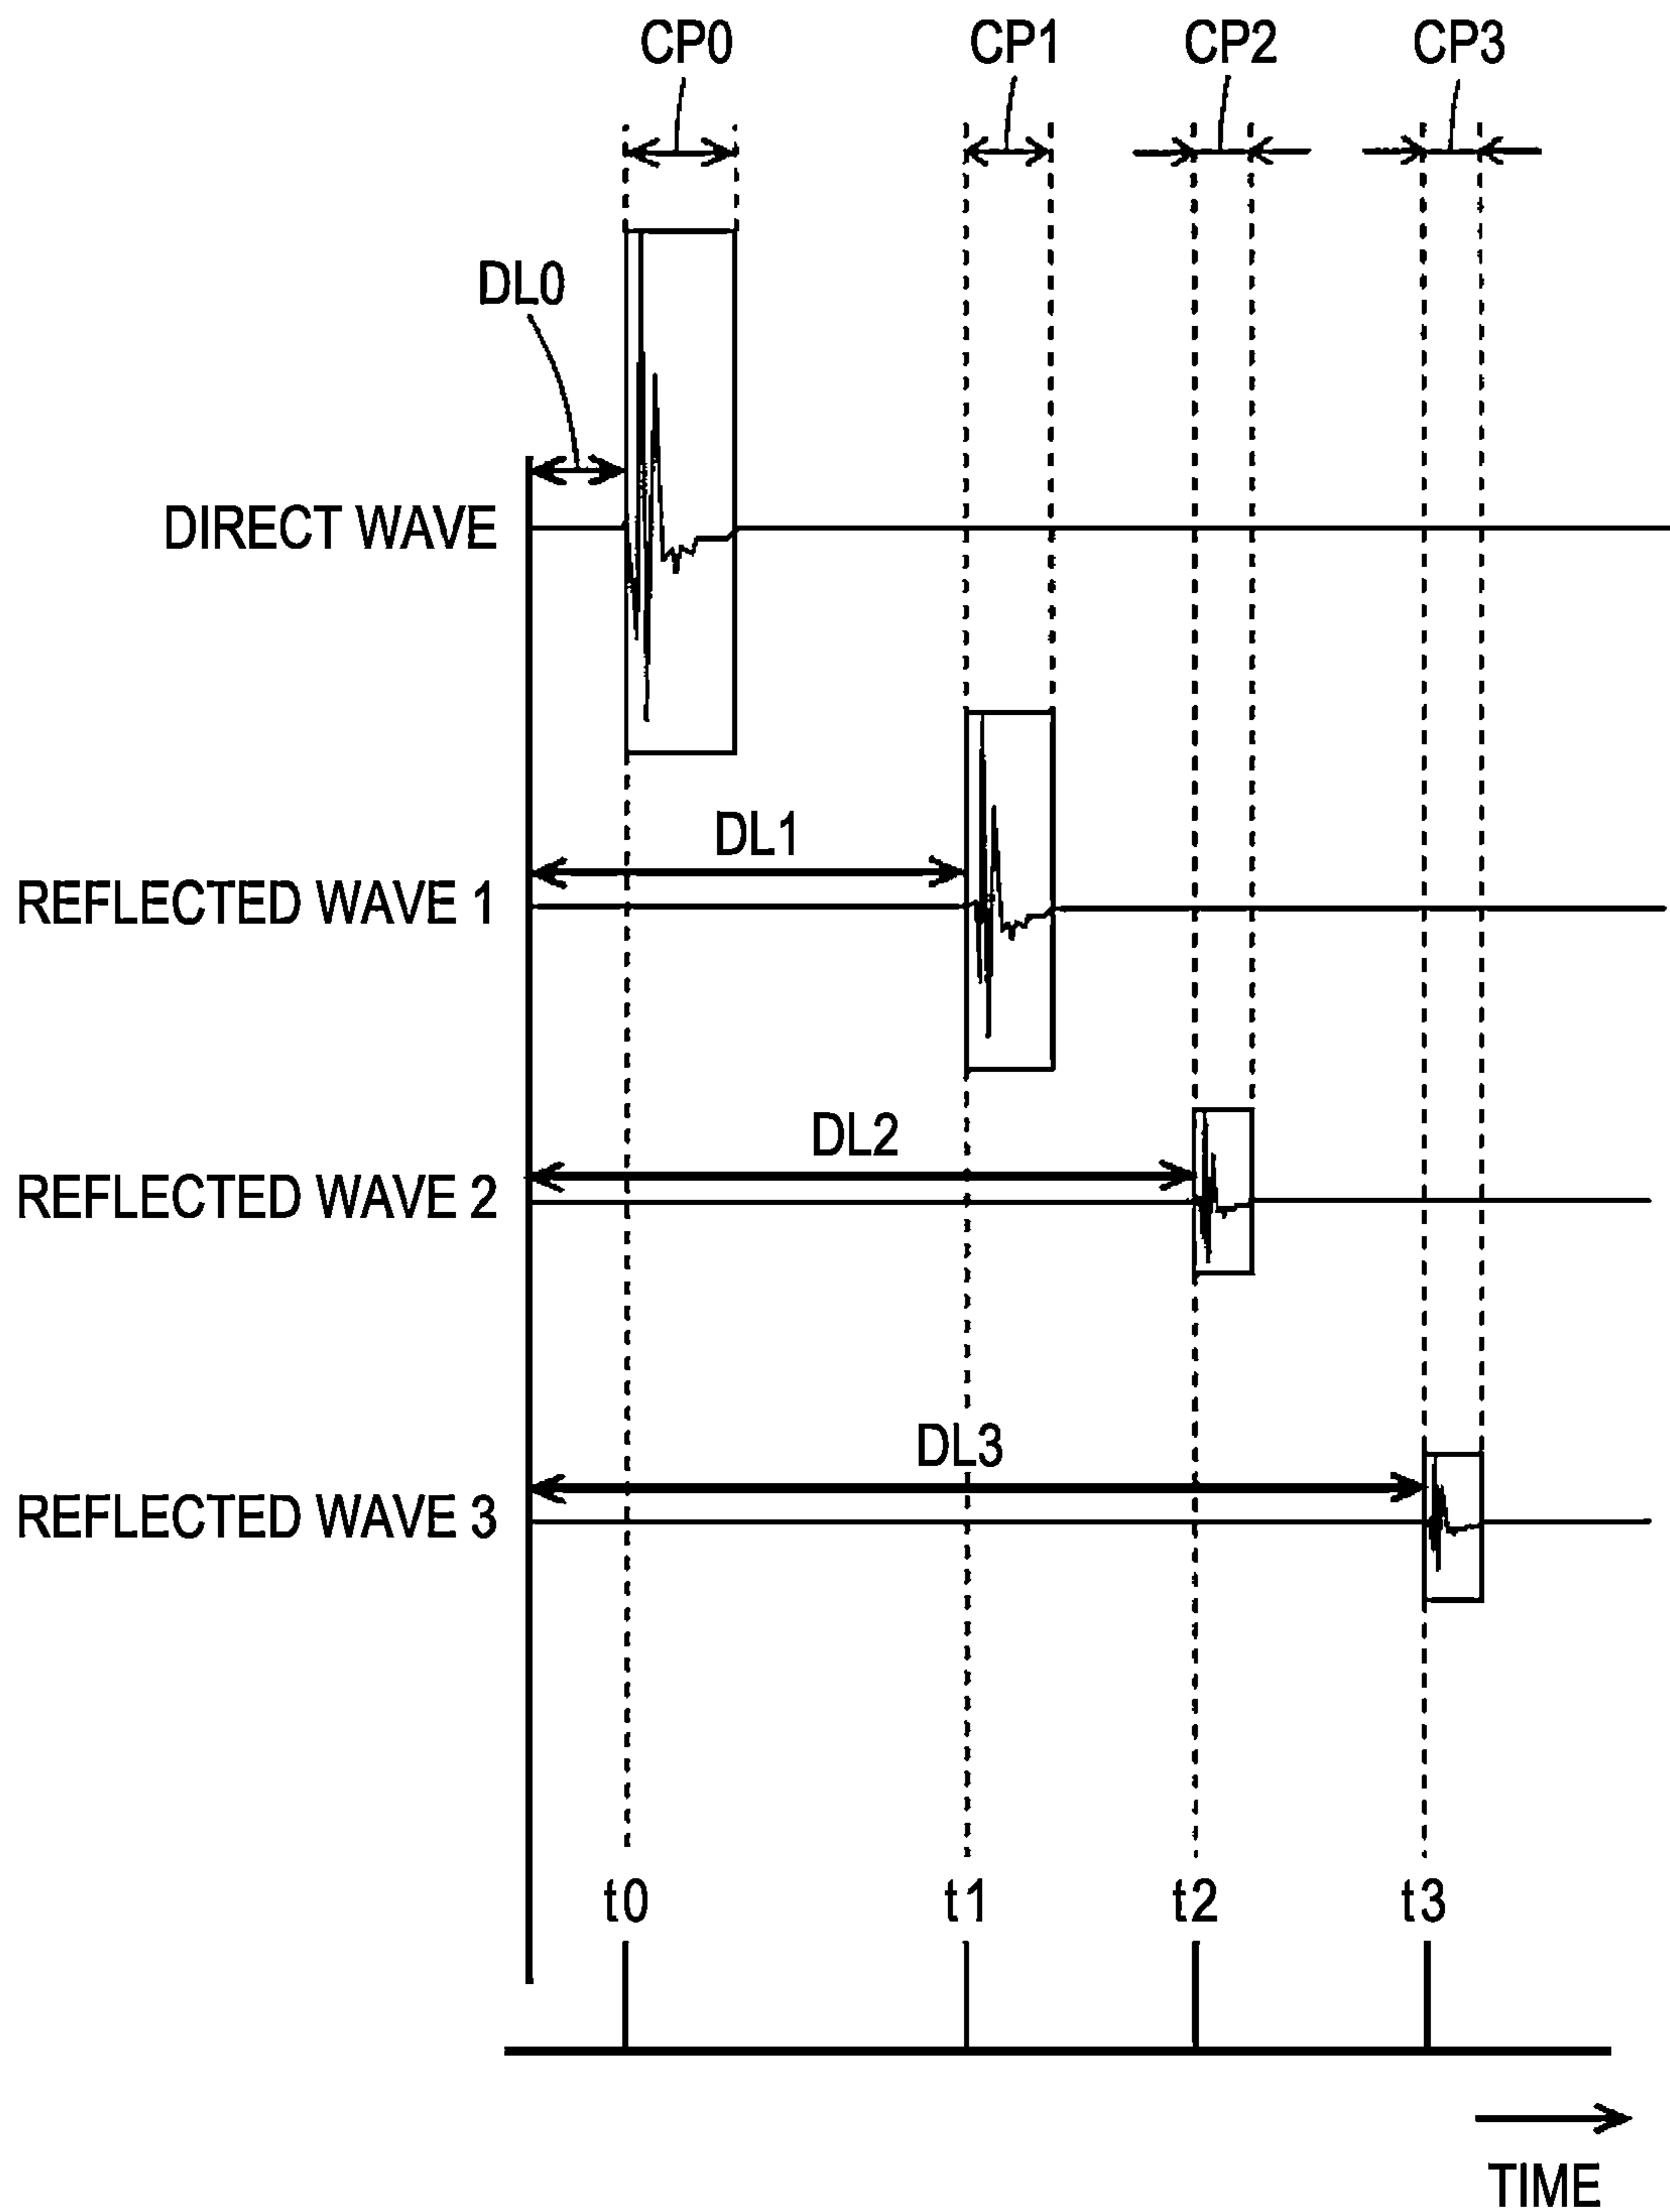 CP0
CP1
CP2
CP3
DL0
DIRECT WAVE
DL1
REFLECTED WAVE 1
DL2
REFLECTED WAVE 2
DL3
REFLECTED WAVE 3
t0
t1
t2
t3
TIME